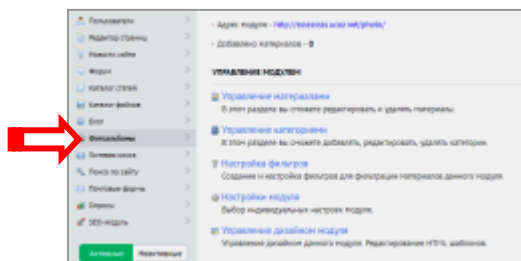 Пользователи
Редактор страниц
Новости сайта
Форум
Каталог статей
Каталог файлов
Блог
Фотоальбомы
Гостевая книга
Поиск по сайту
Почтовые формы
Опросы
SEO-модуль
Активные Неактивные
- Адрес модуля -
- Добавлено материалов - 0
УПРАВЛЕНИЕ МОДУЛЕМ
Управление материалами
В этом разделе вы сможете редактировать и удалять материалы.
Управление категориями
В этом разделе вы сможете добавлять, редактировать, удалять категории.
Настройка фильтров
Создание и настройка фильтров для фильтрации материалов данного модуля.
Настройки модуля
Выбор индивидуальных настроек модуля.
Управление дизайном модуля
Управление дизайном данного модуля. Редактирование HTML шаблонов.